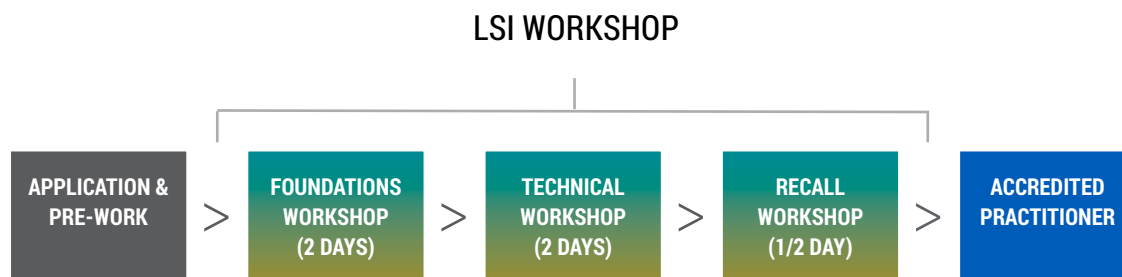 LSI WORKSHOP
APPLICATION &
PRE-WORK
>
FOUNDATIONS
WORKSHOP
(2 DAYS)
>
TECHNICAL
WORKSHOP
(2 DAYS)
>
RECALL
WORKSHOP
(1/2 DAY)
>
ACCREDITED
PRACTITIONER